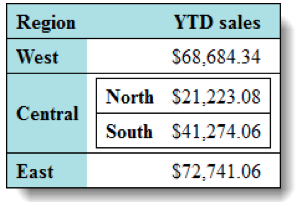 Region YTD sales
West $68,684.34
Central
North $21,223.08
South $41,274.06
East $72,741.06